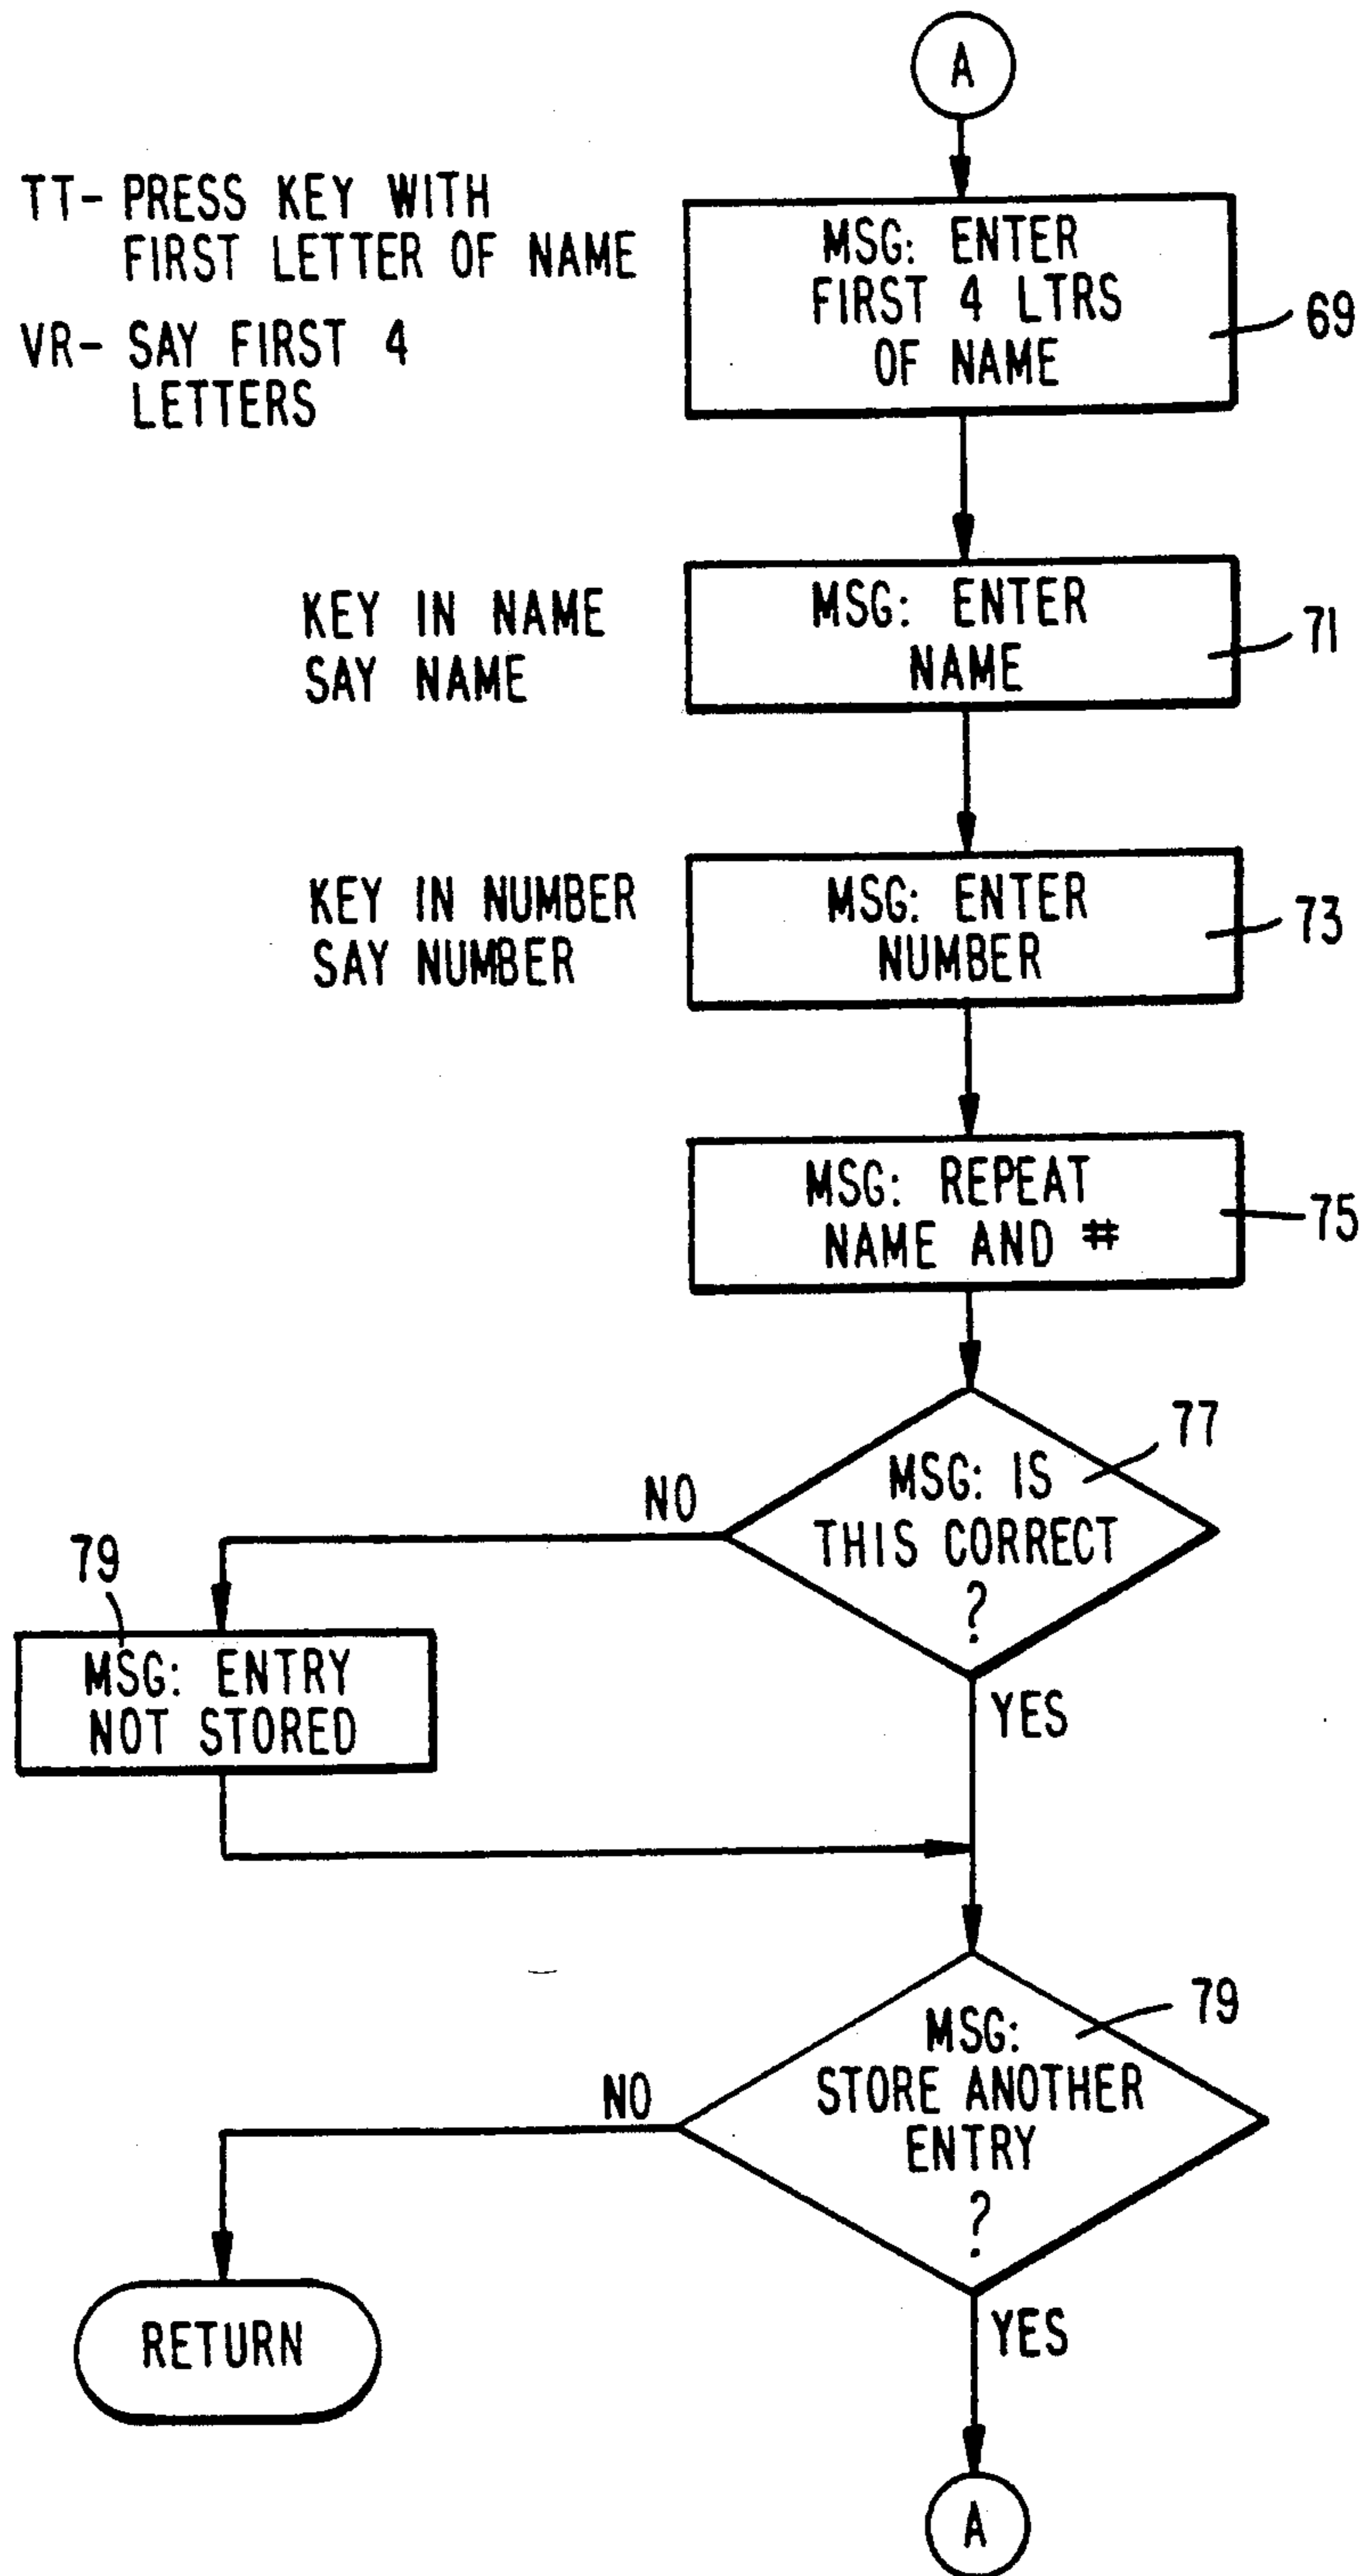 A
TT- PRESS KEY WITH
FIRST LETTER OF NAME
VR- SAY FIRST 4
LETTERS
MSG: ENTER
FIRST 4 LTRS
OF NAME
69
KEY IN NAME
SAY NAME
MSG: ENTER
NAME
71
KEY IN NUMBER
SAY NUMBER
MSG: ENTER
NUMBER
73
MSG: REPEAT
NAME AND #
75
77
MSG: IS
THIS CORRECT
?
NO
YES
79
MSG: ENTRY
NOT STORED
79
MSG:
STORE ANOTHER
ENTRY
?
NO
YES
RETURN
A